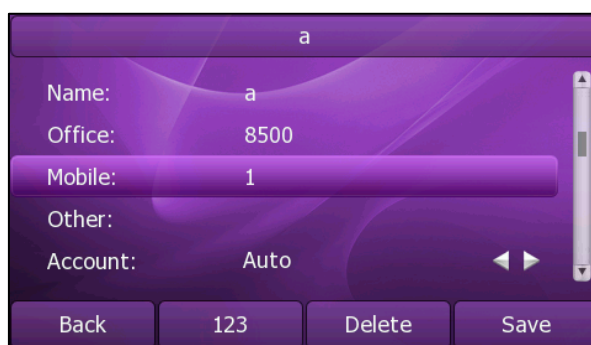 a
Name: a
Office: 8500
Mobile: 1
Other:
Account: Auto
Back 123 Delete Save